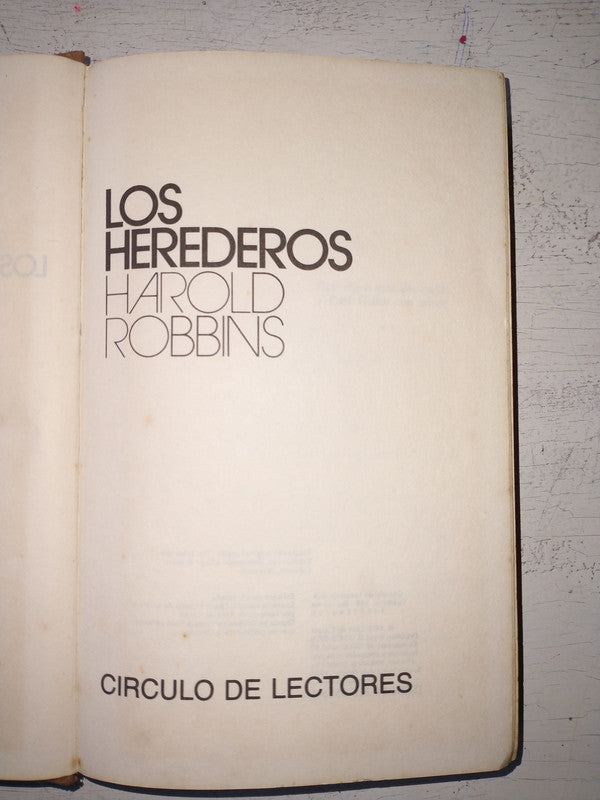 LOS
HEREDEROS
HAROLD
ROBBINS
CIRCULO DE LECTORES